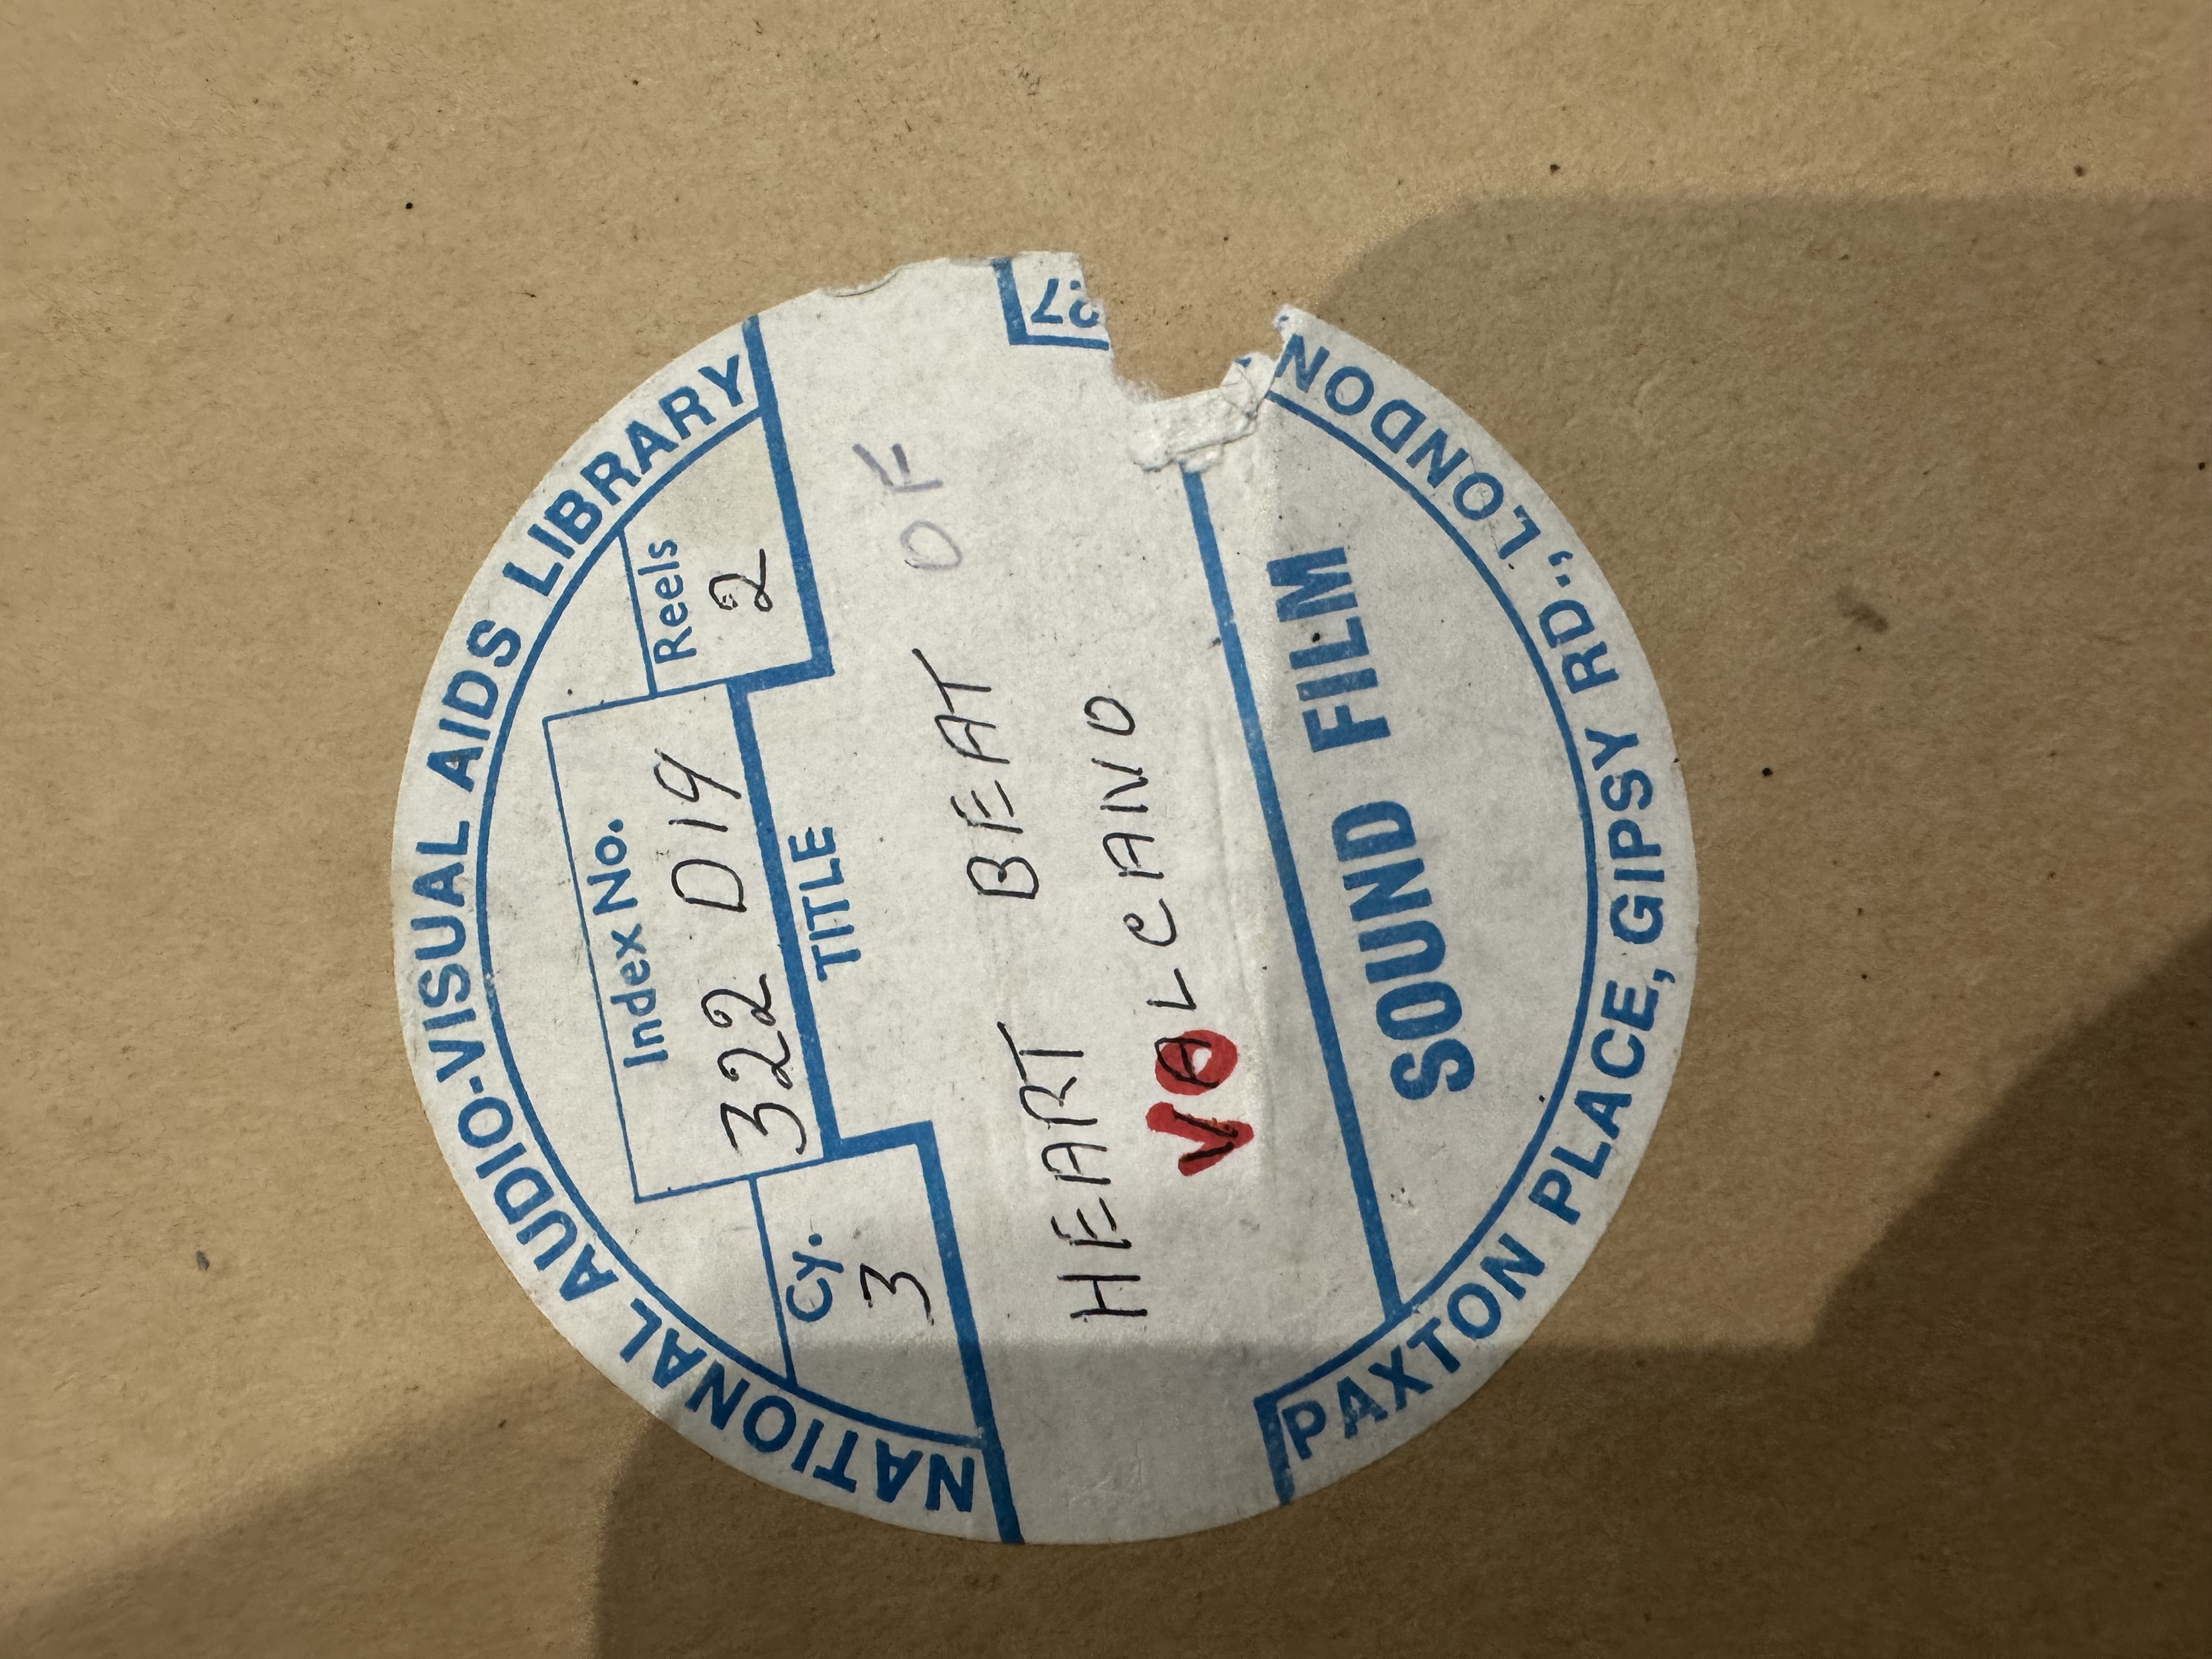 NATIONAL AUDIO-VISUAL AIDS LIBRARY
Index No.
322 D19
Cy.
3
Reels
2
TITLE
HEART BEAT OF
VOLCANO
SOUND FILM
PAXTON PLACE, GIPSY RD., LONDON
27